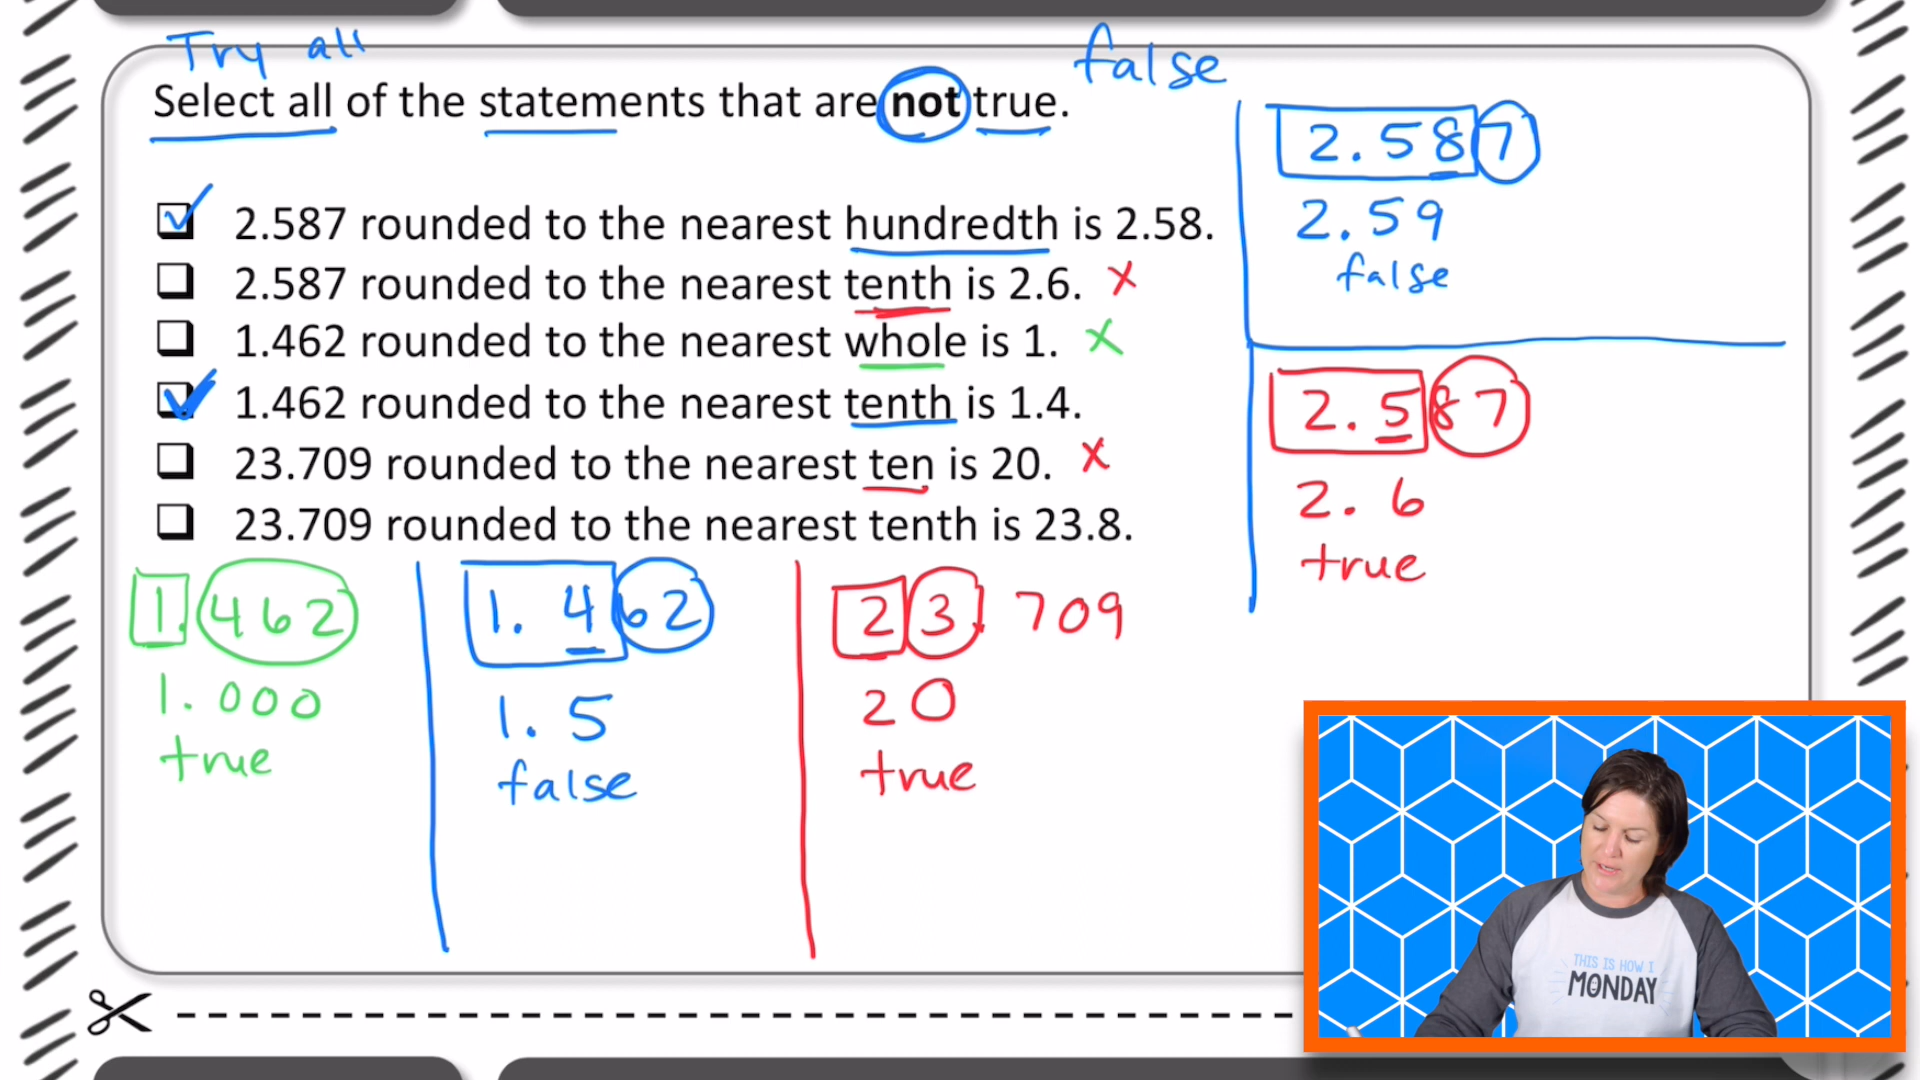 Try all
false
Select all of the statements that are not true.
2.587 rounded to the nearest hundredth is 2.58.
2.587 rounded to the nearest tenth is 2.6. x
1.462 rounded to the nearest whole is 1. x
1.462 rounded to the nearest tenth is 1.4.
23.709 rounded to the nearest ten is 20. x
23.709 rounded to the nearest tenth is 23.8.
2.587
2.59
false
2.587
2.6
true
1.462
1.000
true
1.462
1.5
false
23.709
20
true
THIS IS HOW I
MONDAY